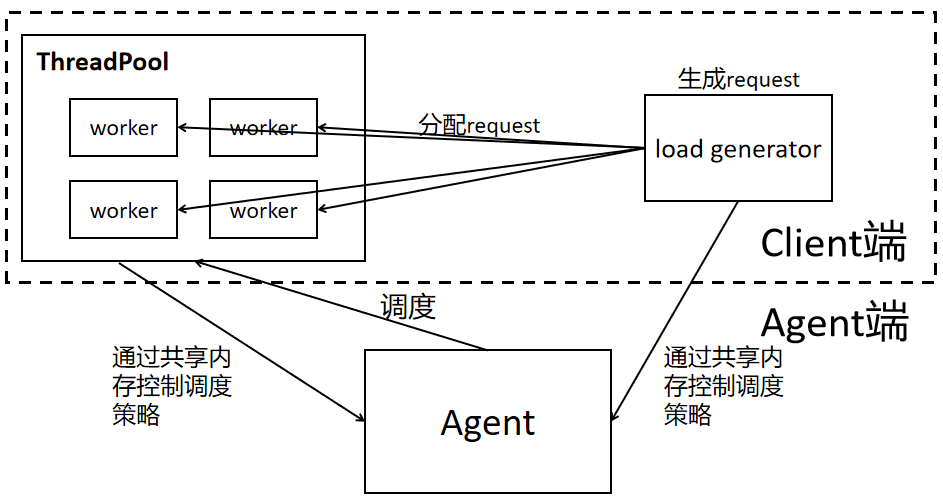 ThreadPool
生成request
worker
worker
分配request
load generator
worker
worker
Client端
调度
Agent端
通过共享内
存控制调度
策略
通过共享内
存控制调度
策略
Agent